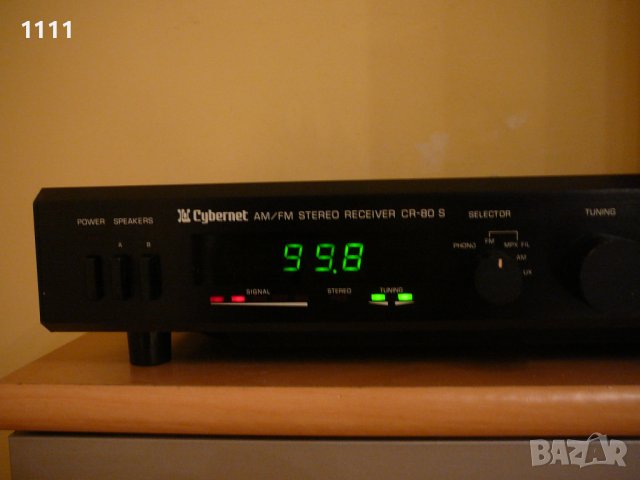 1111
Cybernet AM/FM STEREO RECEIVER CR-80 S
POWER SPEAKERS
A B
SELECTOR
TUNING
PHONO FM MPX FIL
AM
99.8
SIGNAL STEREO TUNING
BAZAR